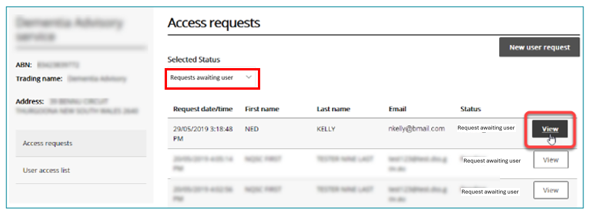 Dementia Advisory
service
Access requests
New user request
ABN:
Trading name: Dementia Advisory
Address:
Access requests
User access list
Selected Status
Requests awaiting user
Request date/time First name Last name Email Status
29/05/2019 3:18:48 NED KELLY nkelly@bmail.com Request awaiting user View
PM
Request awaiting user View
Request awaiting user View